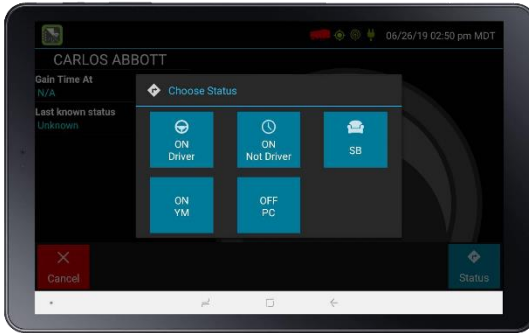 06/26/19 02:50 pm MDT
CARLOS ABBOTT
Gain Time At
N/A
Last known status
Unknown
Choose Status
ON
Driver
ON
Not Driver
SB
ON
YM
OFF
PC
Cancel
Status